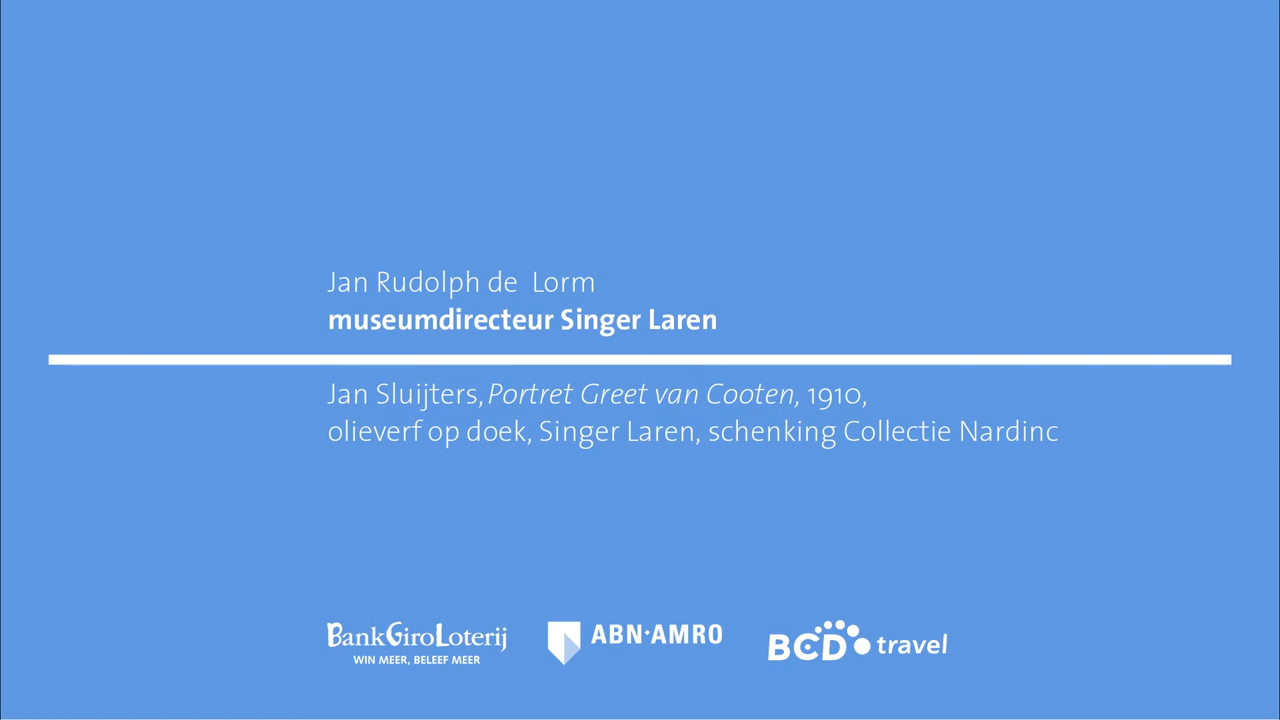 Jan Rudolph de Lorm
museumdirecteur Singer Laren
Jan Sluijters, Portret Greet van Cooten, 1910,
olieverf op doek, Singer Laren, schenking Collectie Nardinc
BankGiroLoterij
WIN MEER, BELEEF MEER
ABN·AMRO
BCD travel